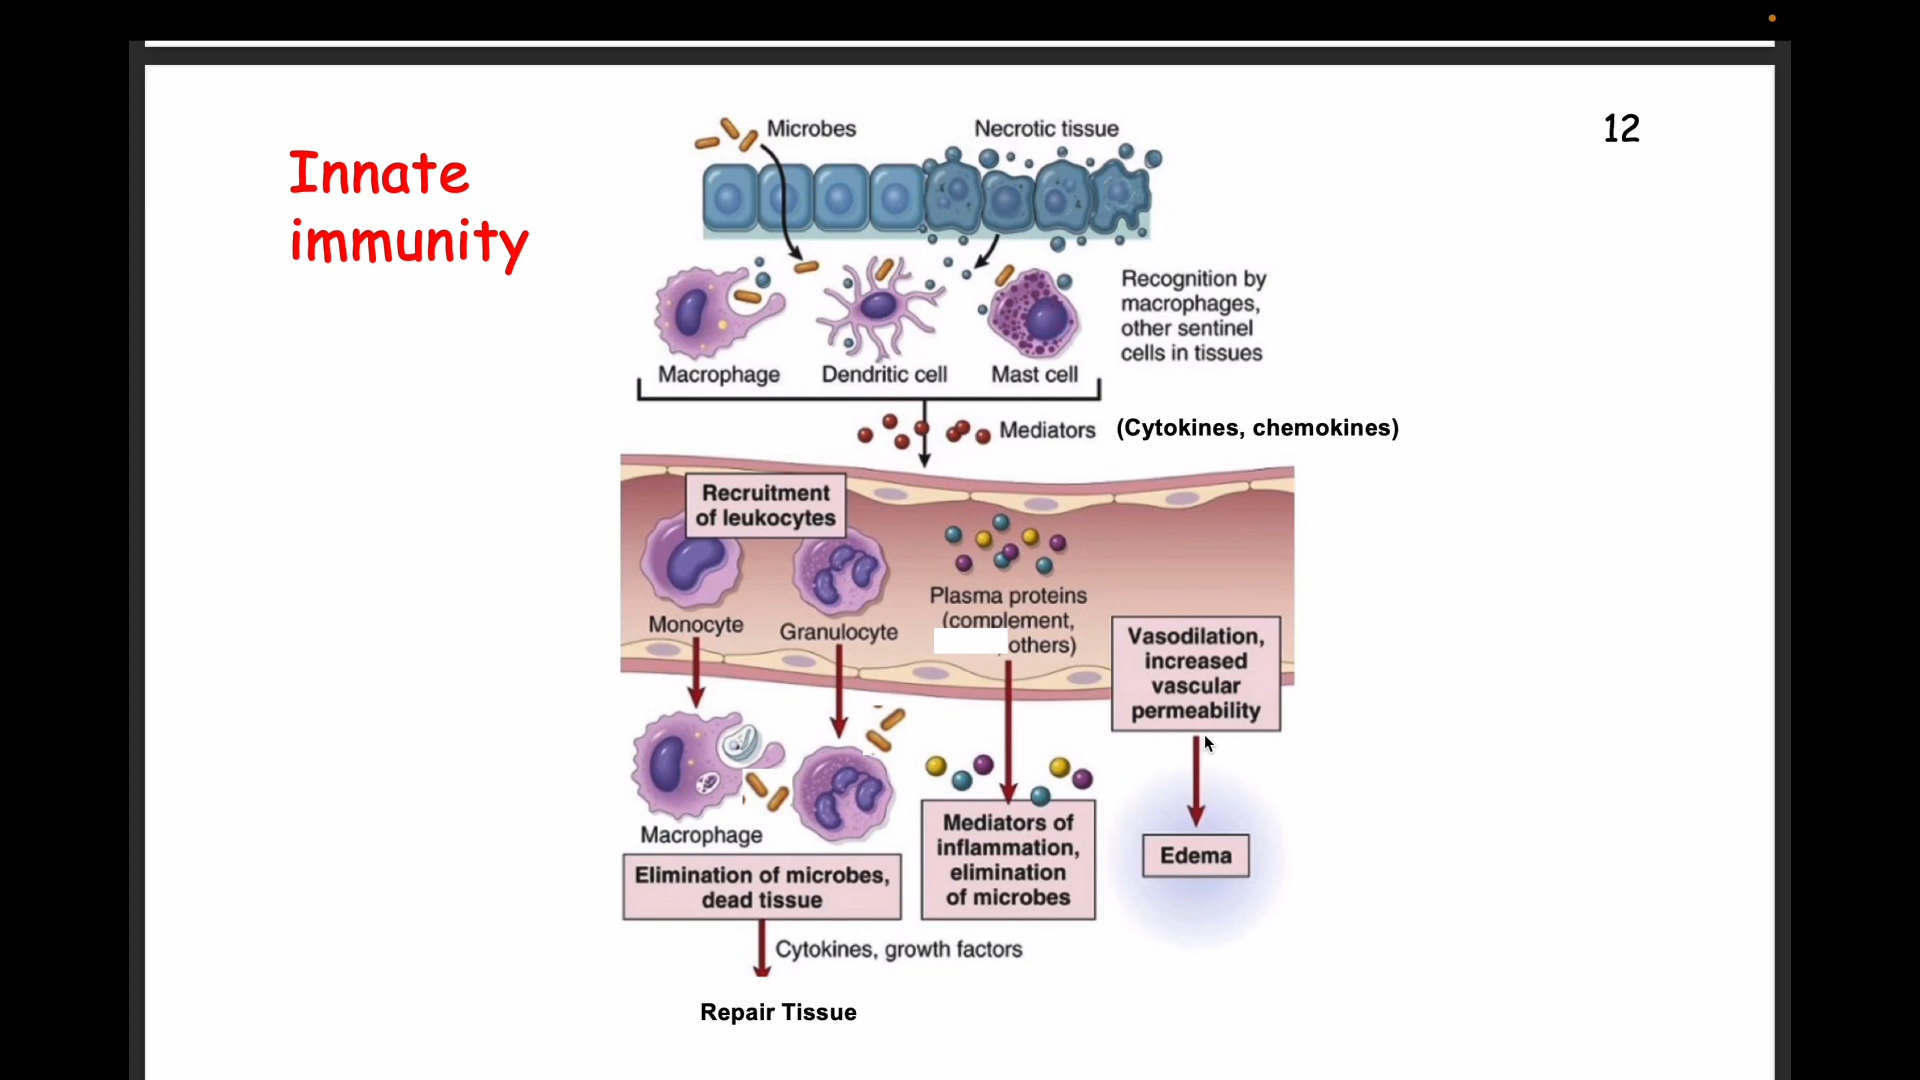 Innate
immunity
12
Microbes
Necrotic tissue
Recognition by
macrophages,
other sentinel
cells in tissues
Macrophage
Dendritic cell
Mast cell
Mediators
(Cytokines, chemokines)
Recruitment
of leukocytes
Monocyte
Granulocyte
Plasma proteins
(complement,
others)
Vasodilation,
increased
vascular
permeability
Macrophage
Elimination of microbes,
dead tissue
Mediators of
inflammation,
elimination
of microbes
Edema
Cytokines, growth factors
Repair Tissue